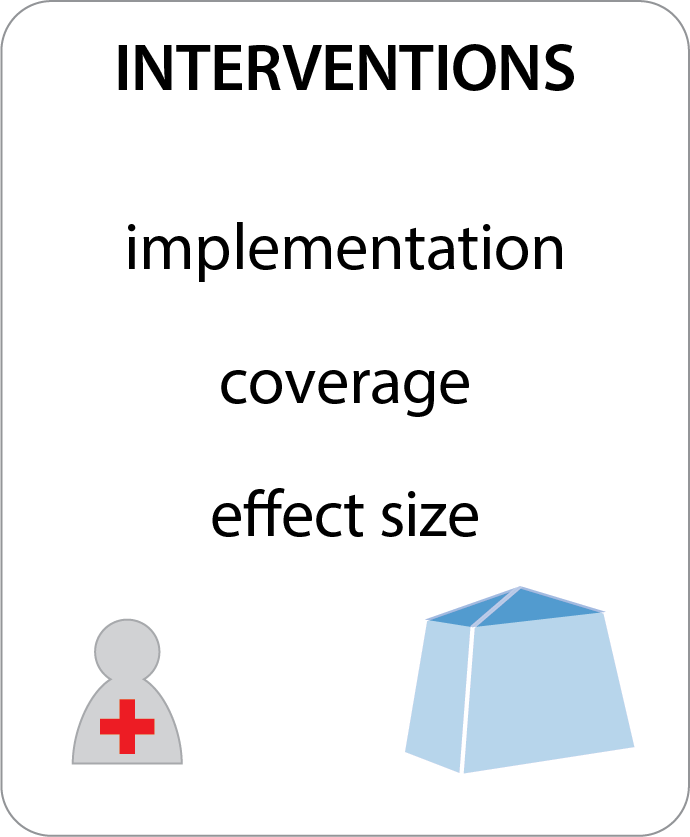 INTERVENTIONS
implementation
coverage
effect size